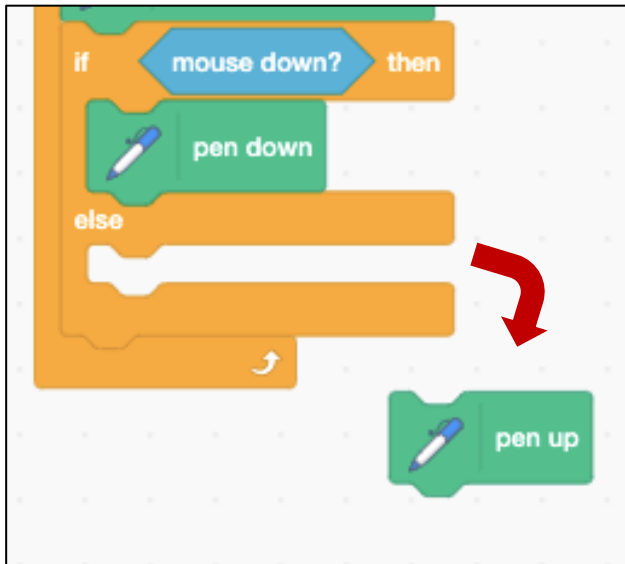 if mouse down? then
pen down
else
pen up